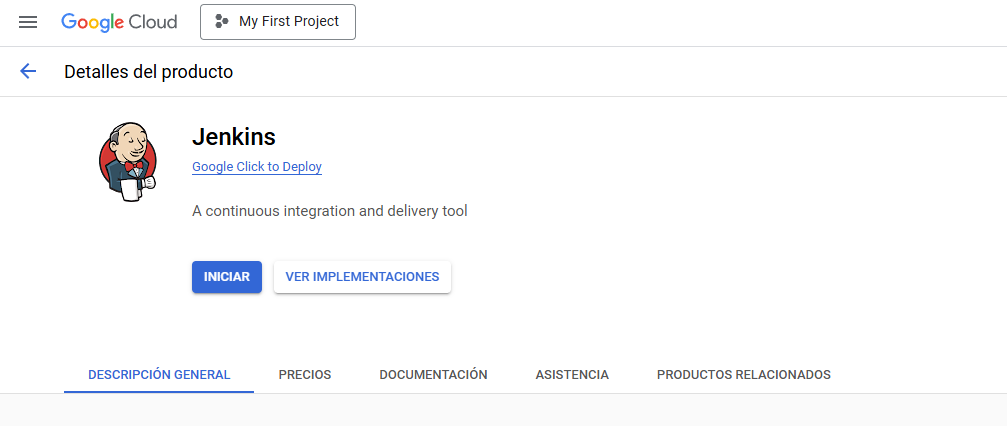 Google Cloud
My First Project
Detalles del producto
Jenkins
Google Click to Deploy
A continuous integration and delivery tool
INICIAR
VER IMPLEMENTACIONES
DESCRIPCIÓN GENERAL
PRECIOS
DOCUMENTACIÓN
ASISTENCIA
PRODUCTOS RELACIONADOS